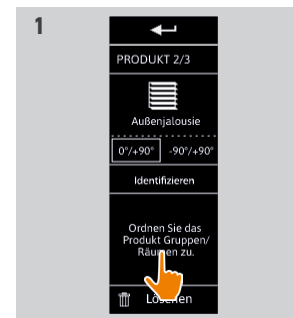 1
PRODUKT 2/3
Außenjalousie
0°/+90° -90°/+90°
Identifizieren
Ordnen Sie das
Produkt Gruppen/
Räumen zu.
Löschen